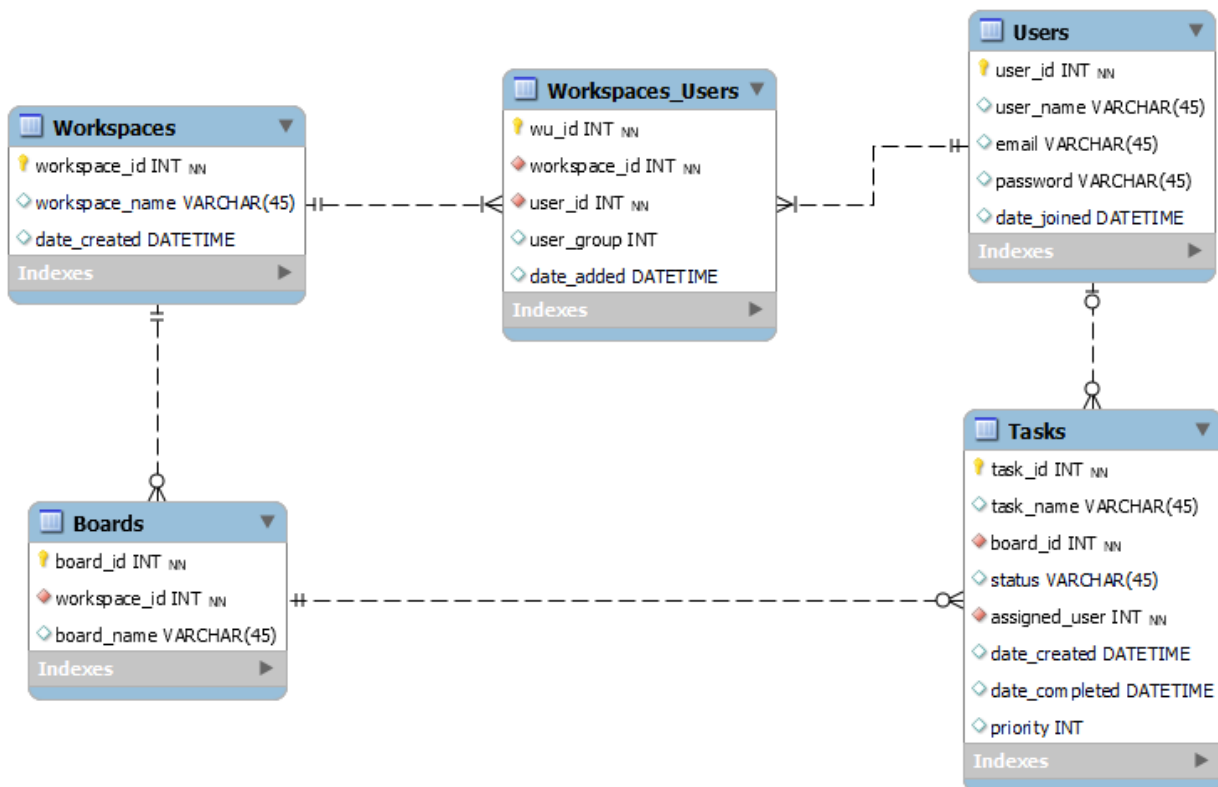 Workspaces
workspace_id INT NN
workspace_name VARCHAR(45)
date_created DATETIME
Indexes
Workspaces_Users
wu_id INT NN
workspace_id INT NN
user_id INT NN
user_group INT
date_added DATETIME
Indexes
Users
user_id INT NN
user_name VARCHAR(45)
email VARCHAR(45)
password VARCHAR(45)
date_joined DATETIME
Indexes
Boards
board_id INT NN
workspace_id INT NN
board_name VARCHAR(45)
Indexes
Tasks
task_id INT NN
task_name VARCHAR(45)
board_id INT NN
status VARCHAR(45)
assigned_user INT NN
date_created DATETIME
date_completed DATETIME
priority INT
Indexes